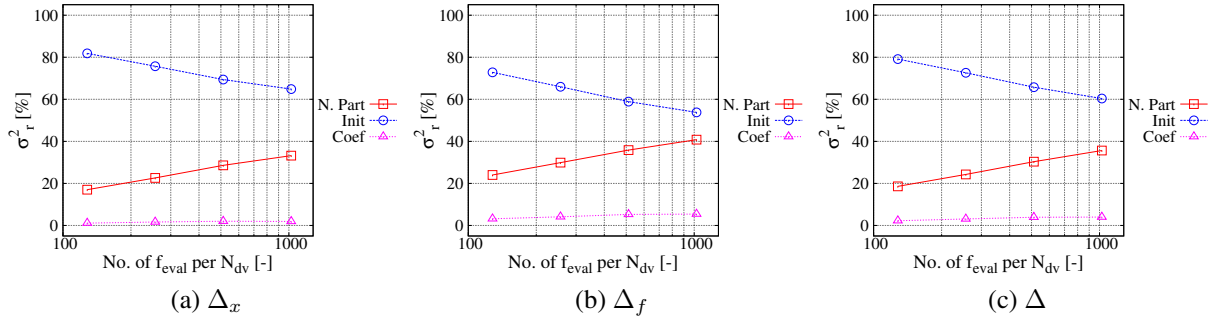 100
80
60
40
20
0
σ²r [%]
100
1000
No. of feval per Ndv [-]
N. Part
Init
Coef
(a) Δx
100
80
60
40
20
0
σ²r [%]
100
1000
No. of feval per Ndv [-]
N. Part
Init
Coef
(b) Δf
100
80
60
40
20
0
σ²r [%]
100
1000
No. of feval per Ndv [-]
N. Part
Init
Coef
(c) Δ